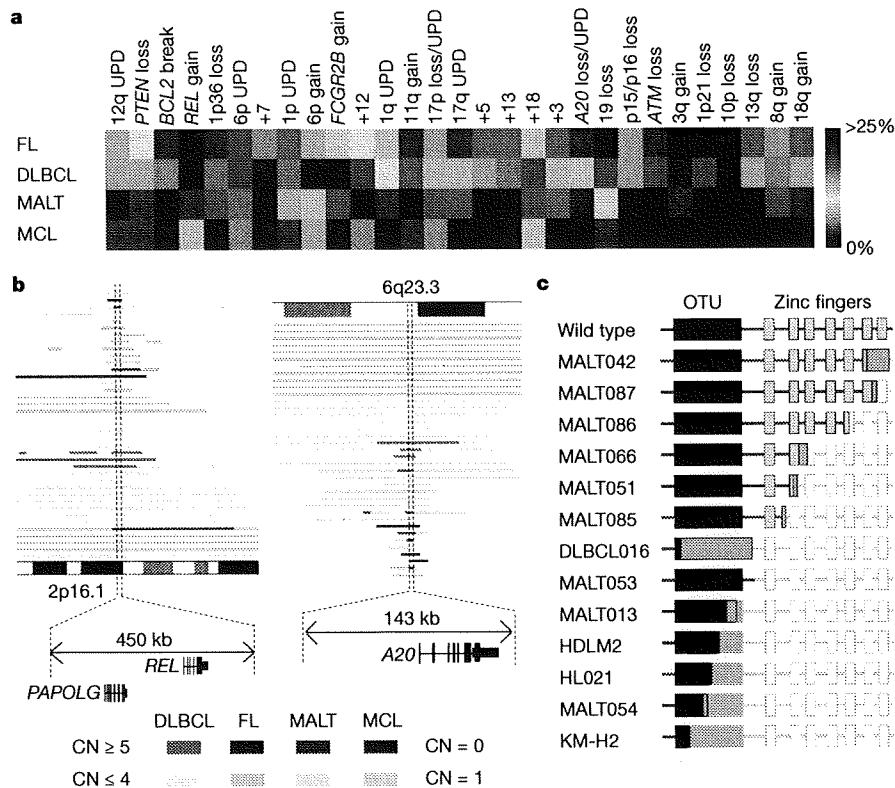 a
12q UPD
PTEN loss
BCL2 break
REL gain
1p36 loss
6p UPD
+7
1p UPD
6p gain
FCGR2B gain
+12
1q UPD
11q gain
17p loss/UPD
17q UPD
+5
+13
+18
+3
A20 loss/UPD
19 loss
p15/p16 loss
ATM loss
3q gain
1p21 loss
10p loss
13q loss
8q gain
18q gain
FL
DLBCL
MALT
MCL
>25%
0%
b
6q23.3
2p16.1
450 kb
REL
PAPOLG
143 kb
A20
DLBCL FL MALT MCL
CN ≥ 5 CN = 0
CN ≤ 4 CN = 1
c
OTU Zinc fingers
Wild type
MALT042
MALT087
MALT086
MALT066
MALT051
MALT085
DLBCL016
MALT053
MALT013
HDLM2
HL021
MALT054
KM-H2